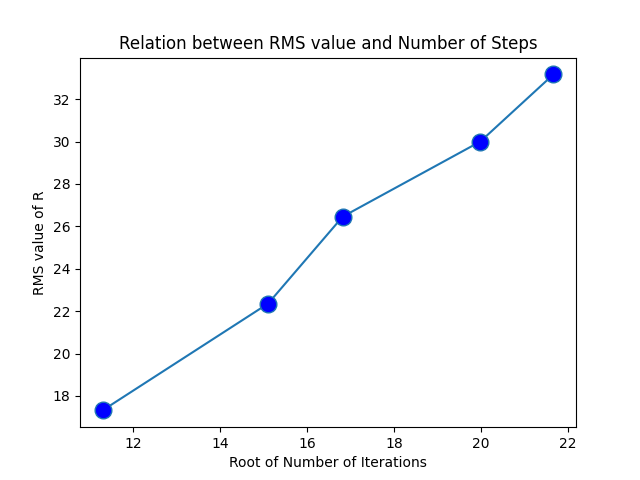 Relation between RMS value and Number of Steps
32
30
28
26
24
22
20
18
RMS value of R
12 14 16 18 20 22
Root of Number of Iterations